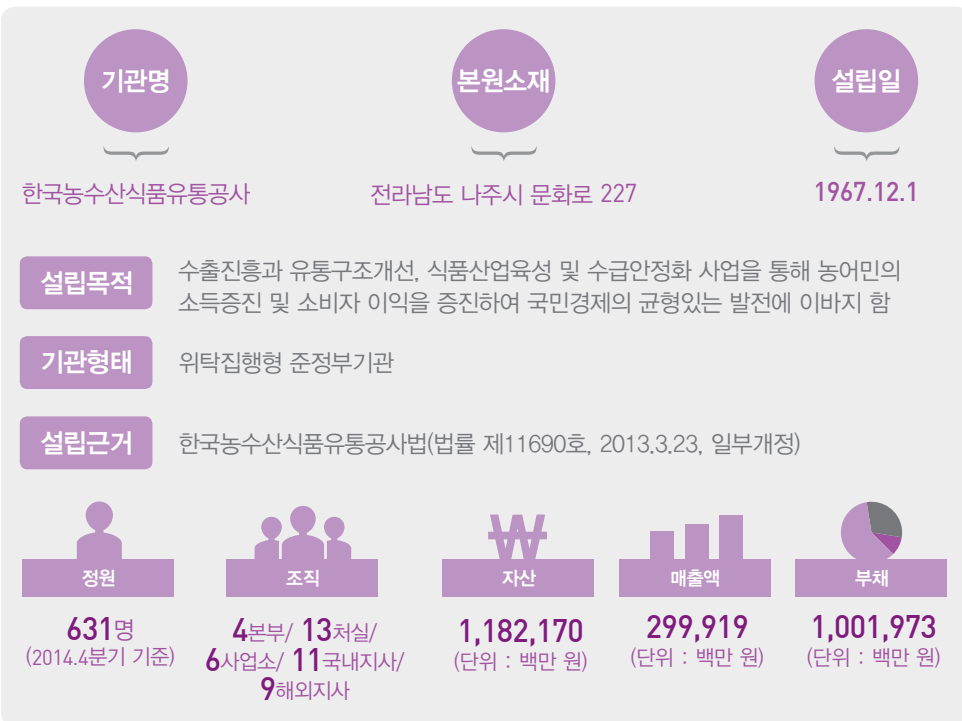 기관명
본원소재
설립일
한국농수산식품유통공사
전라남도 나주시 문화로 227
1967.12.1
설립목적
수출진흥과 유통구조개선, 식품산업육성 및 수급안정화 사업을 통해 농어민의
소득증진 및 소비자 이익을 증진하여 국민경제의 균형있는 발전에 이바지 함
기관형태
위탁집행형 준정부기관
설립근거
한국농수산식품유통공사법(법률 제11690호, 2013.3.23, 일부개정)
₩
정원
조직
자산
매출액
부채
631명
(2014.4분기 기준)
4본부/ 13처실/
6사업소/ 11국내지사/
9해외지사
1,182,170
(단위 : 백만 원)
299,919
(단위 : 백만 원)
1,001,973
(단위 : 백만 원)